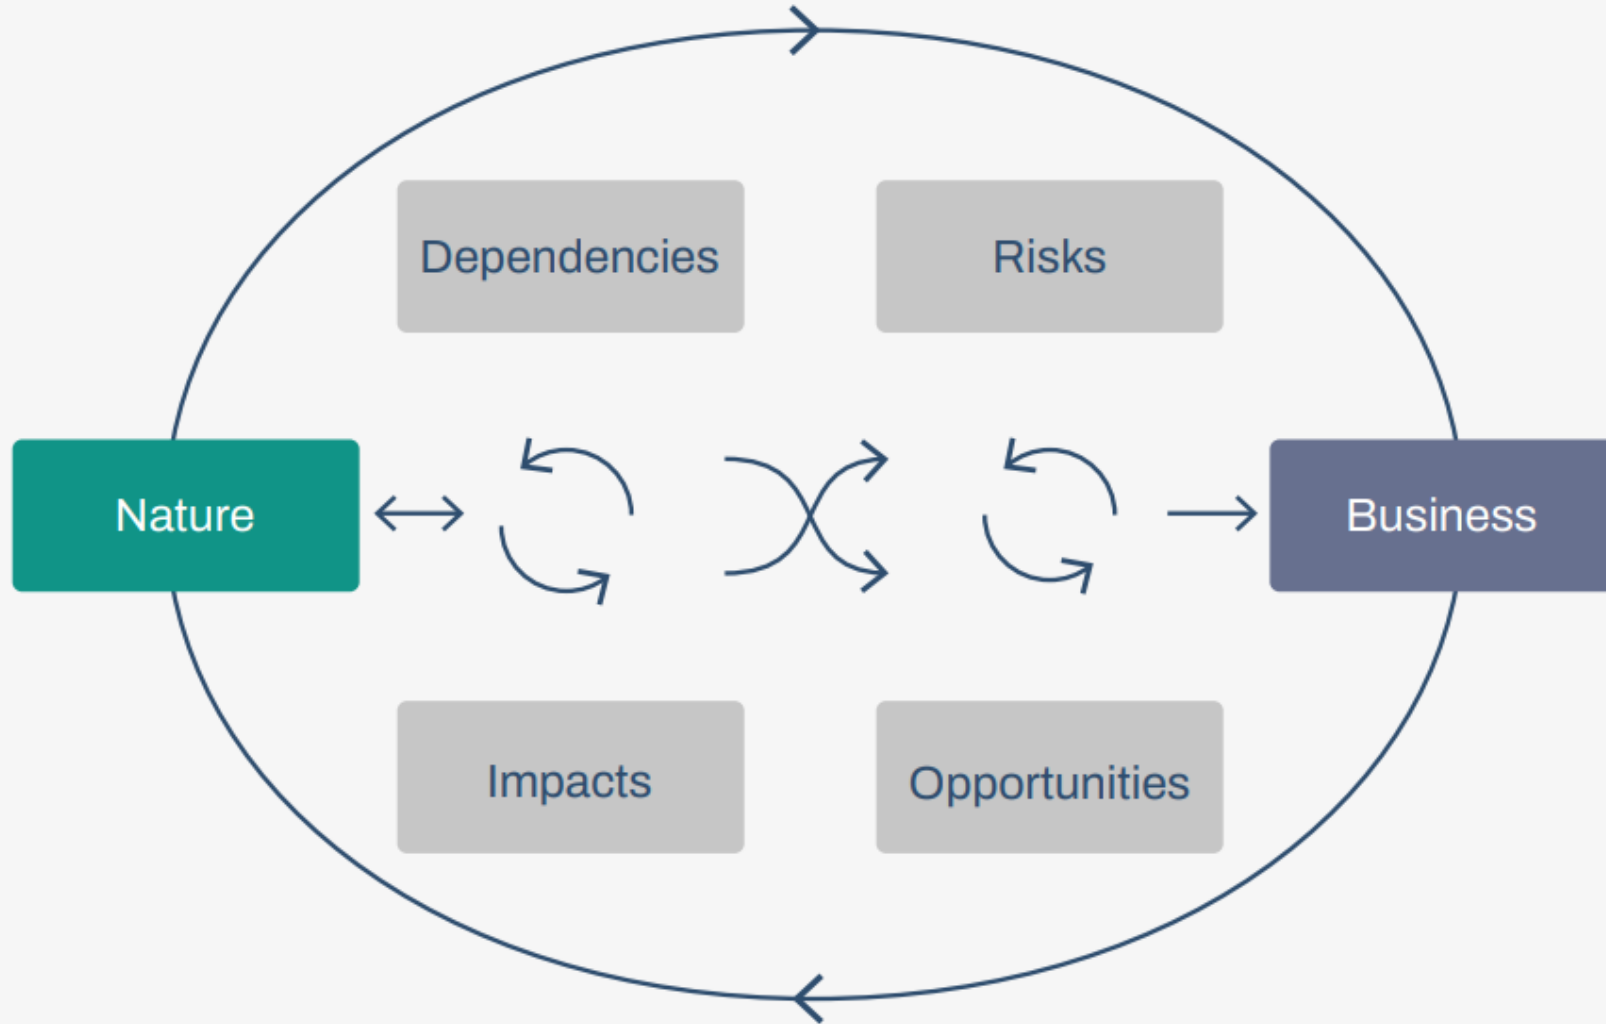 Dependencies
Risks
Nature
Business
Impacts
Opportunities